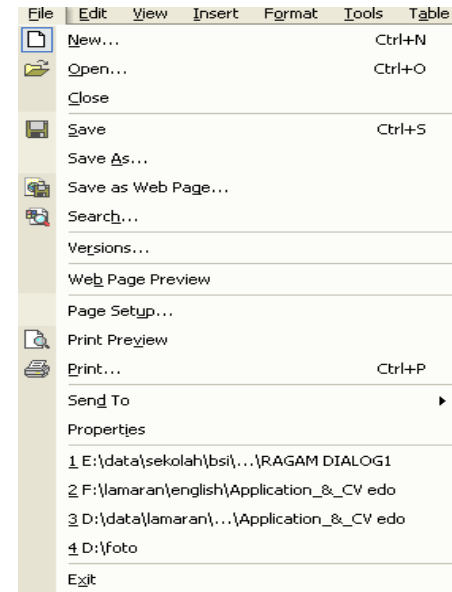 File Edit View Insert Format Tools Table
New... Ctrl+N
Open... Ctrl+O
Close
Save Ctrl+S
Save As...
Save as Web Page...
Search...
Versions...
Web Page Preview
Page Setup...
Print Preview
Print... Ctrl+P
Send To
Properties
1 E:\data\sekolah\bsi\...\RAGAM DIALOG1
2 F:\lamaran\english\Application_&_CV edo
3 D:\data\lamaran\...\Application_&_CV edo
4 D:\foto
Exit